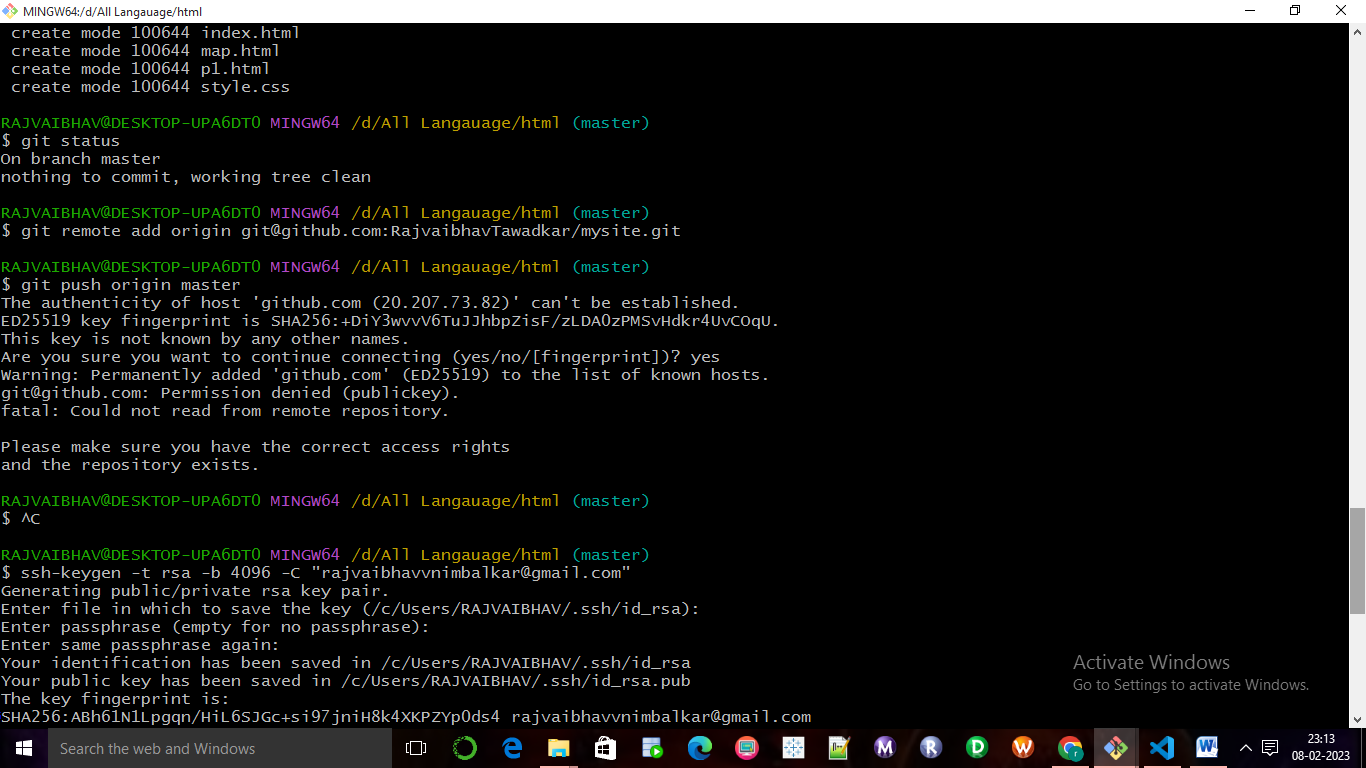 MINGW64:/d/All Langauage/html
create mode 100644 index.html
create mode 100644 map.html
create mode 100644 p1.html
create mode 100644 style.css
RAJVAIBHAV@DESKTOP-UPA6DT0 MINGW64 /d/All Langauage/html (master)
$ git status
On branch master
nothing to commit, working tree clean
RAJVAIBHAV@DESKTOP-UPA6DT0 MINGW64 /d/All Langauage/html (master)
$ git remote add origin git@github.com:RajvaibhavTawadkar/mysite.git
RAJVAIBHAV@DESKTOP-UPA6DT0 MINGW64 /d/All Langauage/html (master)
$ git push origin master
The authenticity of host 'github.com (20.207.73.82)' can't be established.
ED25519 key fingerprint is SHA256:+DiY3wvvV6TuJJhbpZisF/zLDA0zPMSvHdkr4UvCOqU.
This key is not known by any other names.
Are you sure you want to continue connecting (yes/no/[fingerprint])? yes
Warning: Permanently added 'github.com' (ED25519) to the list of known hosts.
git@github.com: Permission denied (publickey).
fatal: Could not read from remote repository.
Please make sure you have the correct access rights
and the repository exists.
RAJVAIBHAV@DESKTOP-UPA6DT0 MINGW64 /d/All Langauage/html (master)
$ ^C
RAJVAIBHAV@DESKTOP-UPA6DT0 MINGW64 /d/All Langauage/html (master)
$ ssh-keygen -t rsa -b 4096 -C "rajvaibhavvnimbalkar@gmail.com"
Generating public/private rsa key pair.
Enter file in which to save the key (/c/Users/RAJVAIBHAV/.ssh/id_rsa):
Enter passphrase (empty for no passphrase):
Enter same passphrase again:
Your identification has been saved in /c/Users/RAJVAIBHAV/.ssh/id_rsa
Your public key has been saved in /c/Users/RAJVAIBHAV/.ssh/id_rsa.pub
The key fingerprint is:
SHA256:ABh61N1Lpgqn/HiL6SJGc+si97jniH8k4XKPZYpOds4 rajvaibhavvnimbalkar@gmail.com
Activate Windows
Go to Settings to activate Windows.
Search the web and Windows
M
R
D
W
23:13
08-02-2023